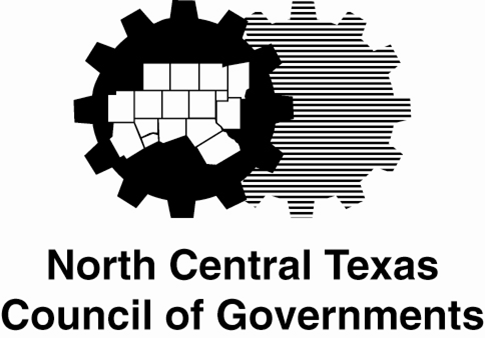 North Central Texas
Council of Governments